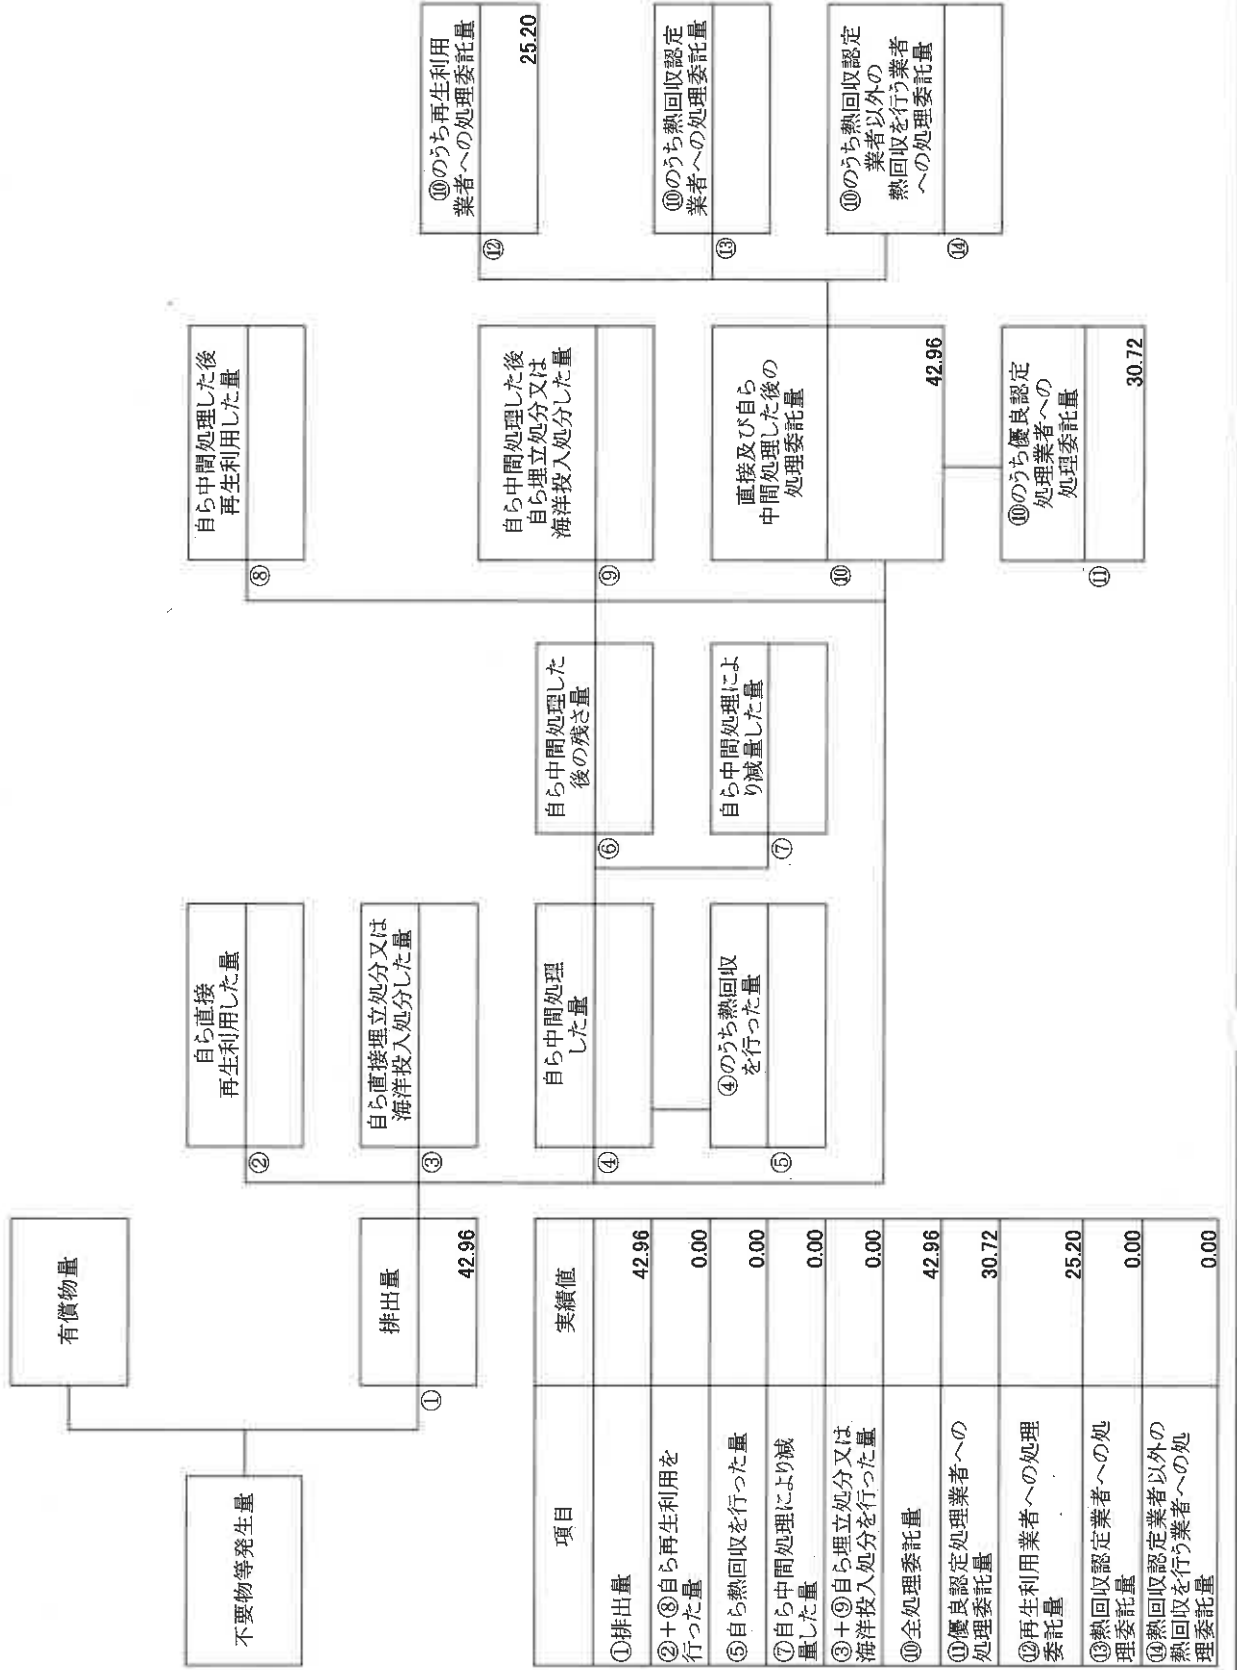 有償物量
不要物等発生量
排出量
①
42.96
自ら直接
再生利用した量
②
自ら直接埋立処分又は
海洋投入処分した量
③
自ら中間処理
した量
④
④のうち熱回収
を行った量
⑤
自ら中間処理した
後の残さ量
⑥
自ら中間処理によ
り減量した量
⑦
自ら中間処理した後
再生利用した量
⑧
自ら中間処理した後
自ら埋立処分又は
海洋投入処分した量
⑨
直接及び自ら
中間処理した後の
処理委託量
⑩
42.96
⑩のうち優良認定
処理業者への
処理委託量
⑪
30.72
⑩のうち再生利用
業者への処理委託量
⑫
25.20
⑩のうち熱回収認定
業者への処理委託量
⑬
⑩のうち熱回収認定
業者以外の
熱回収を行う業者
への処理委託量
⑭
項目 実績値
①排出量 42.96
②+⑧自ら再生利用を
行った量 0.00
⑤自ら熱回収を行った量 0.00
⑦自ら中間処理により減
量した量 0.00
③+⑨自ら埋立処分又は
海洋投入処分を行った量 0.00
⑩全処理委託量 42.96
⑪優良認定処理業者への
処理委託量 30.72
⑫再生利用業者への処理
委託量 25.20
⑬熱回収認定業者への処
理委託量 0.00
⑭熱回収認定業者以外の
熱回収を行う業者への処
理委託量 0.00